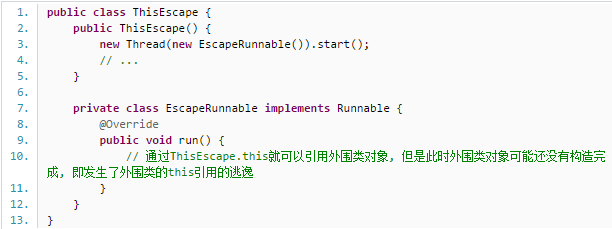 1. public class ThisEscape {
2.     public ThisEscape() {
3.         new Thread(new EscapeRunnable()).start();
4.         // ...
5.     }
6.
7.     private class EscapeRunnable implements Runnable {
8.         @Override
9.         public void run() {
10.             // 通过ThisEscape.this就可以引用外围类对象, 但是此时外围类对象可能还没有构造完
成, 即发生了外围类的this引用的逃逸
11.         }
12.     }
13. }